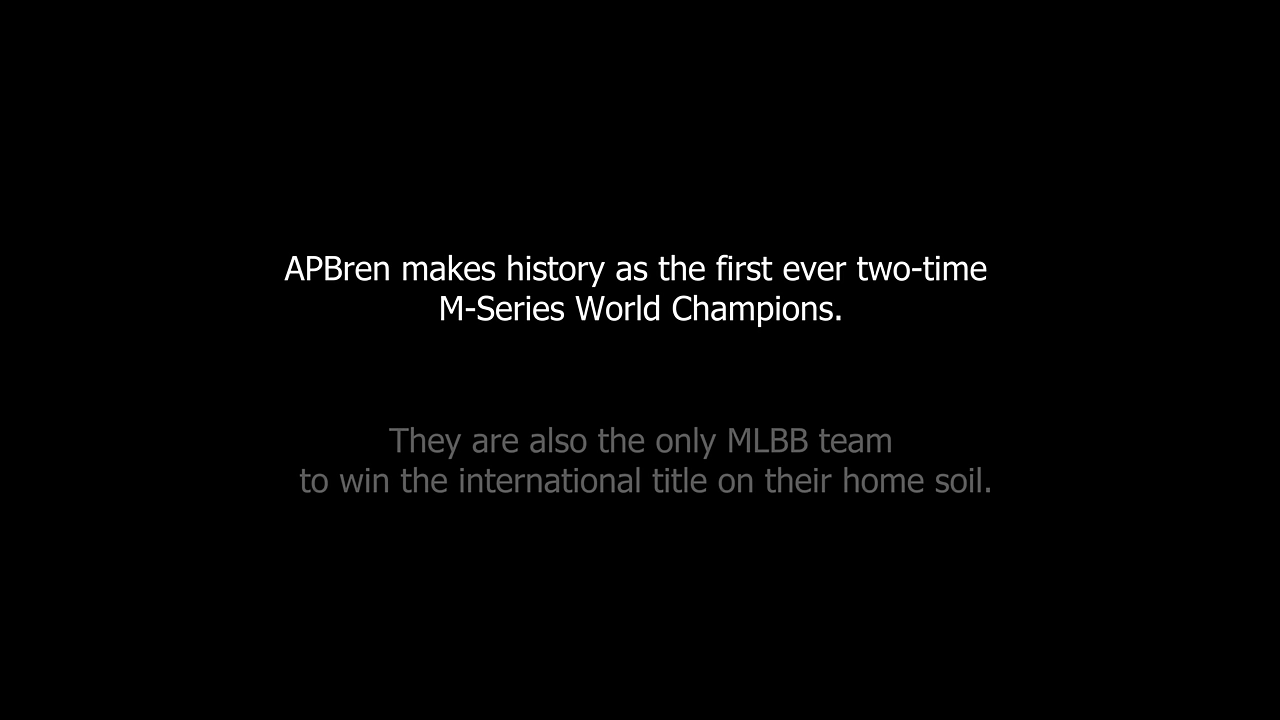 APBren makes history as the first ever two-time
M-Series World Champions.
They are also the only MLBB team
to win the international title on their home soil.